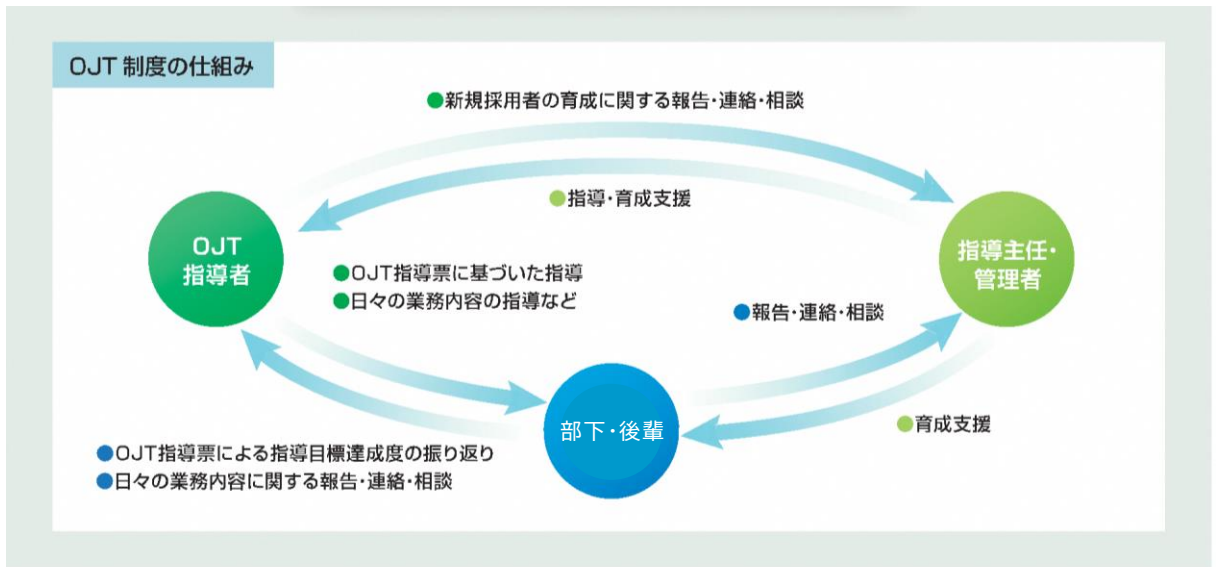 OJT 制度の仕組み
●新規採用者の育成に関する報告・連絡・相談
●指導・育成支援
OJT
指導者
指導主任・
管理者
●OJT指導票に基づいた指導
●日々の業務内容の指導など
●報告・連絡・相談
部下・後輩
●育成支援
●OJT指導票による指導目標達成度の振り返り
●日々の業務内容に関する報告・連絡・相談